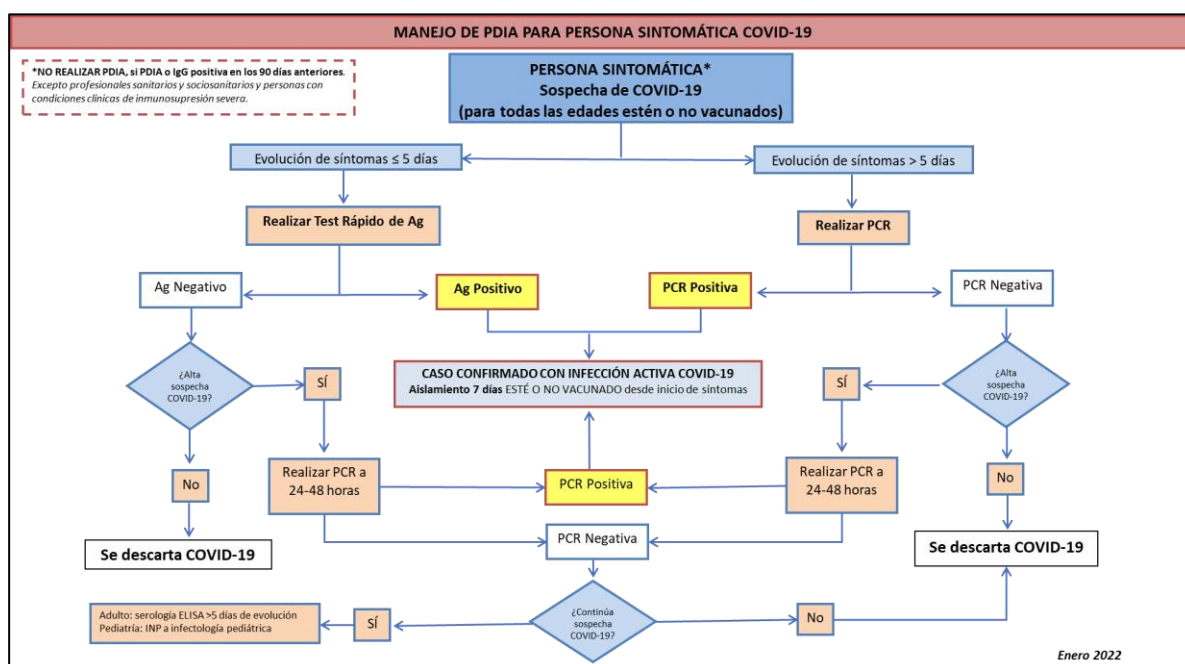 MANEJO DE PDIA PARA PERSONA SINTOMÁTICA COVID-19
*NO REALIZAR PDIA, si PDIA o IgG positiva en los 90 días anteriores.
Excepto profesionales sanitarios y sociosanitarios y personas con
condiciones clínicas de inmunosupresión severa.
PERSONA SINTOMÁTICA*
Sospecha de COVID-19
(para todas las edades estén o no vacunados)
Evolución de síntomas ≤ 5 días
Evolución de síntomas > 5 días
Realizar Test Rápido de Ag
Realizar PCR
Ag Negativo
Ag Positivo
PCR Positiva
PCR Negativa
CASO CONFIRMADO CON INFECCIÓN ACTIVA COVID-19
Aislamiento 7 días ESTÉ O NO VACUNADO desde inicio de síntomas
¿Alta
sospecha
COVID-19?
SÍ
SÍ
¿Alta
sospecha
COVID-19?
Realizar PCR a
24-48 horas
PCR Positiva
Realizar PCR a
24-48 horas
No
No
PCR Negativa
Se descarta COVID-19
Se descarta COVID-19
Adulto: serología ELISA >5 días de evolución
Pediatría: INP a infectología pediátrica
SÍ
¿Continúa
sospecha
COVID-19?
No
Enero 2022